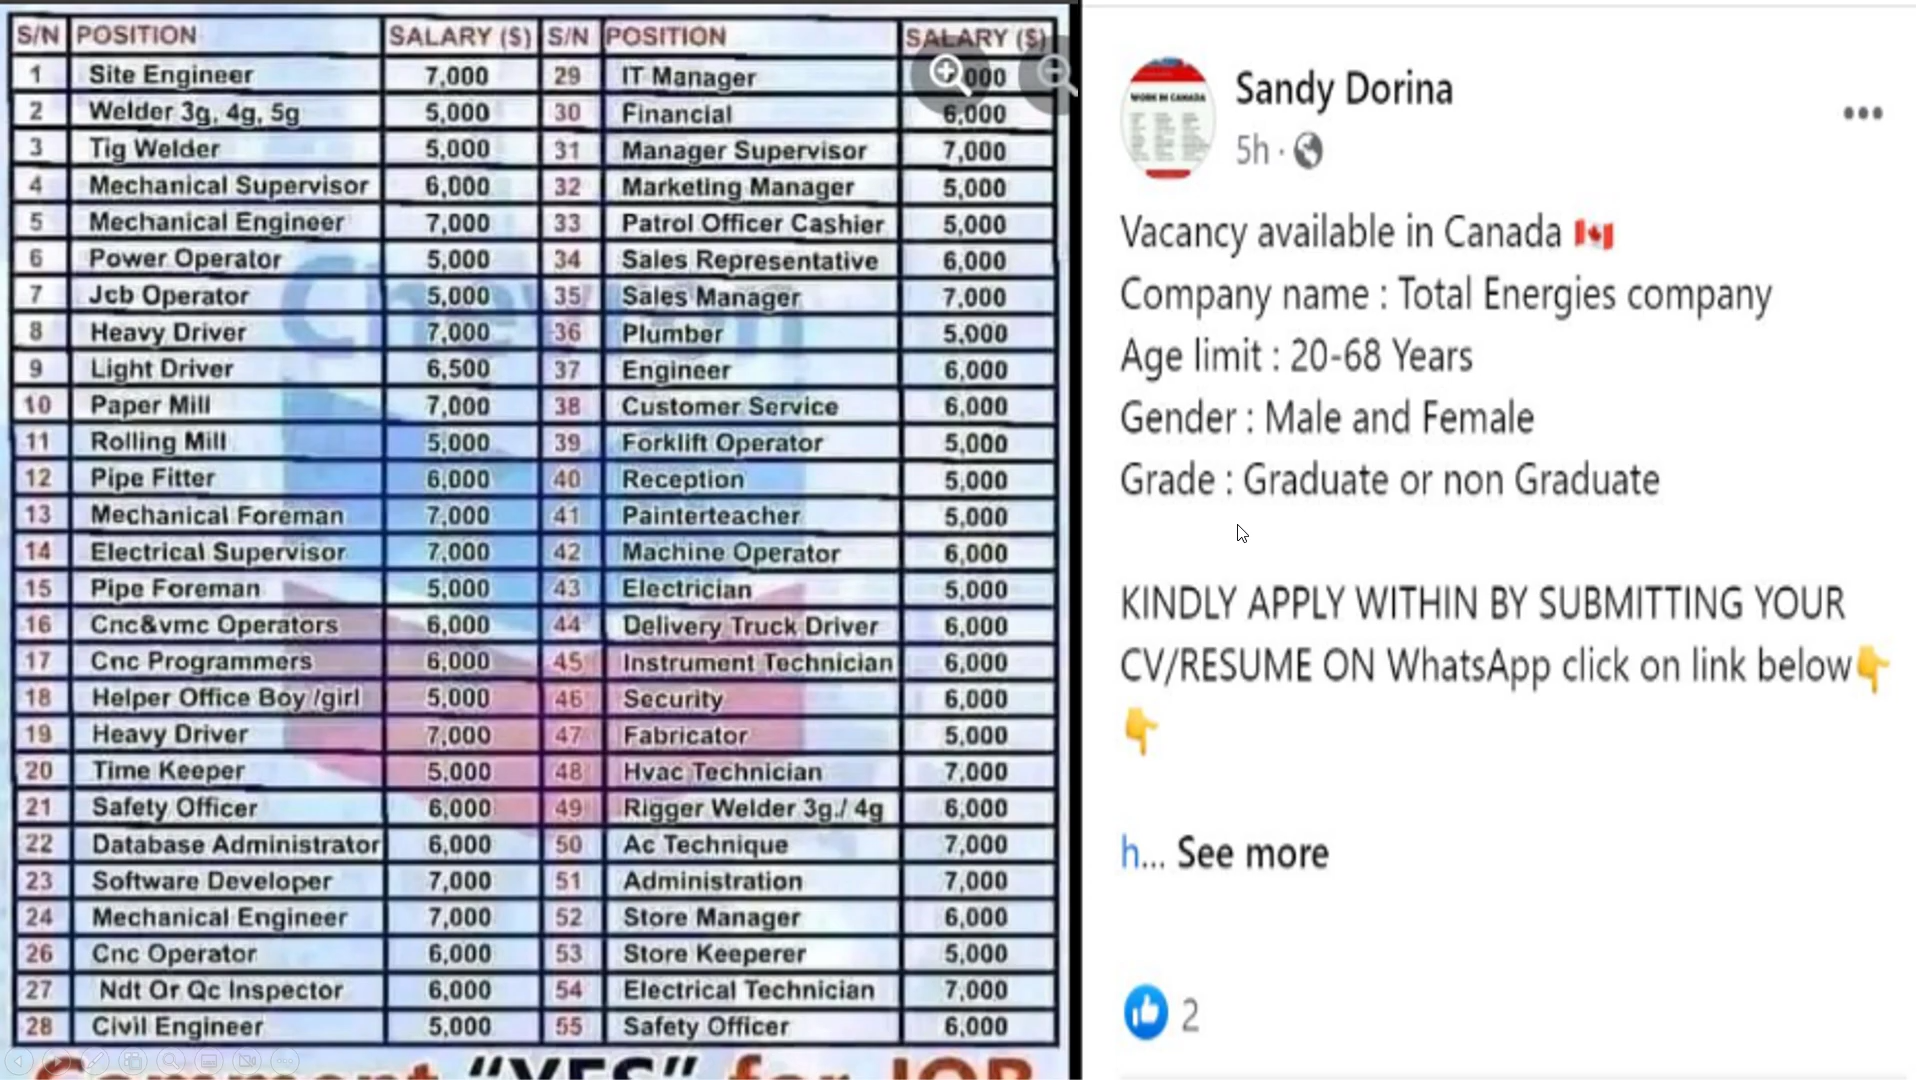 S/N POSITION SALARY ($) S/N POSITION SALARY ($)
1 Site Engineer 7,000 29 IT Manager
2 Welder 3g, 4g, 5g 5,000 30 Financial 6,000
3 Tig Welder 5,000 31 Manager Supervisor 7,000
4 Mechanical Supervisor 6,000 32 Marketing Manager 5,000
5 Mechanical Engineer 7,000 33 Patrol Officer Cashier 5,000
6 Power Operator 5,000 34 Sales Representative 6,000
7 Jcb Operator 5,000 35 Sales Manager 7,000
8 Heavy Driver 7,000 36 Plumber 5,000
9 Light Driver 6,500 37 Engineer 6,000
10 Paper Mill 7,000 38 Customer Service 6,000
11 Rolling Mill 5,000 39 Forklift Operator 5,000
12 Pipe Fitter 6,000 40 Reception 5,000
13 Mechanical Foreman 7,000 41 Painterteacher 5,000
14 Electrical Supervisor 7,000 42 Machine Operator 6,000
15 Pipe Foreman 5,000 43 Electrician 5,000
16 Cnc&vmc Operators 6,000 44 Delivery Truck Driver 6,000
17 Cnc Programmers 6,000 45 Instrument Technician 6,000
18 Helper Office Boy /girl 5,000 46 Security 6,000
19 Heavy Driver 7,000 47 Fabricator 5,000
20 Time Keeper 5,000 48 Hvac Technician 7,000
21 Safety Officer 6,000 49 Rigger Welder 3g./ 4g 6,000
22 Database Administrator 6,000 50 Ac Technique 7,000
23 Software Developer 7,000 51 Administration 7,000
24 Mechanical Engineer 7,000 52 Store Manager 6,000
26 Cnc Operator 6,000 53 Store Keeperer 5,000
27 Ndt Or Qc Inspector 6,000 54 Electrical Technician 7,000
28 Civil Engineer 5,000 55 Safety Officer 6,000
Comment "YES" for JOB
Sandy Dorina
5h ·
WORK IN CANADA
Vacancy available in Canada 🇨🇦
Company name : Total Energies company
Age limit : 20-68 Years
Gender : Male and Female
Grade : Graduate or non Graduate
KINDLY APPLY WITHIN BY SUBMITTING YOUR
CV/RESUME ON WhatsApp click on link below👇
👇
h... See more
2